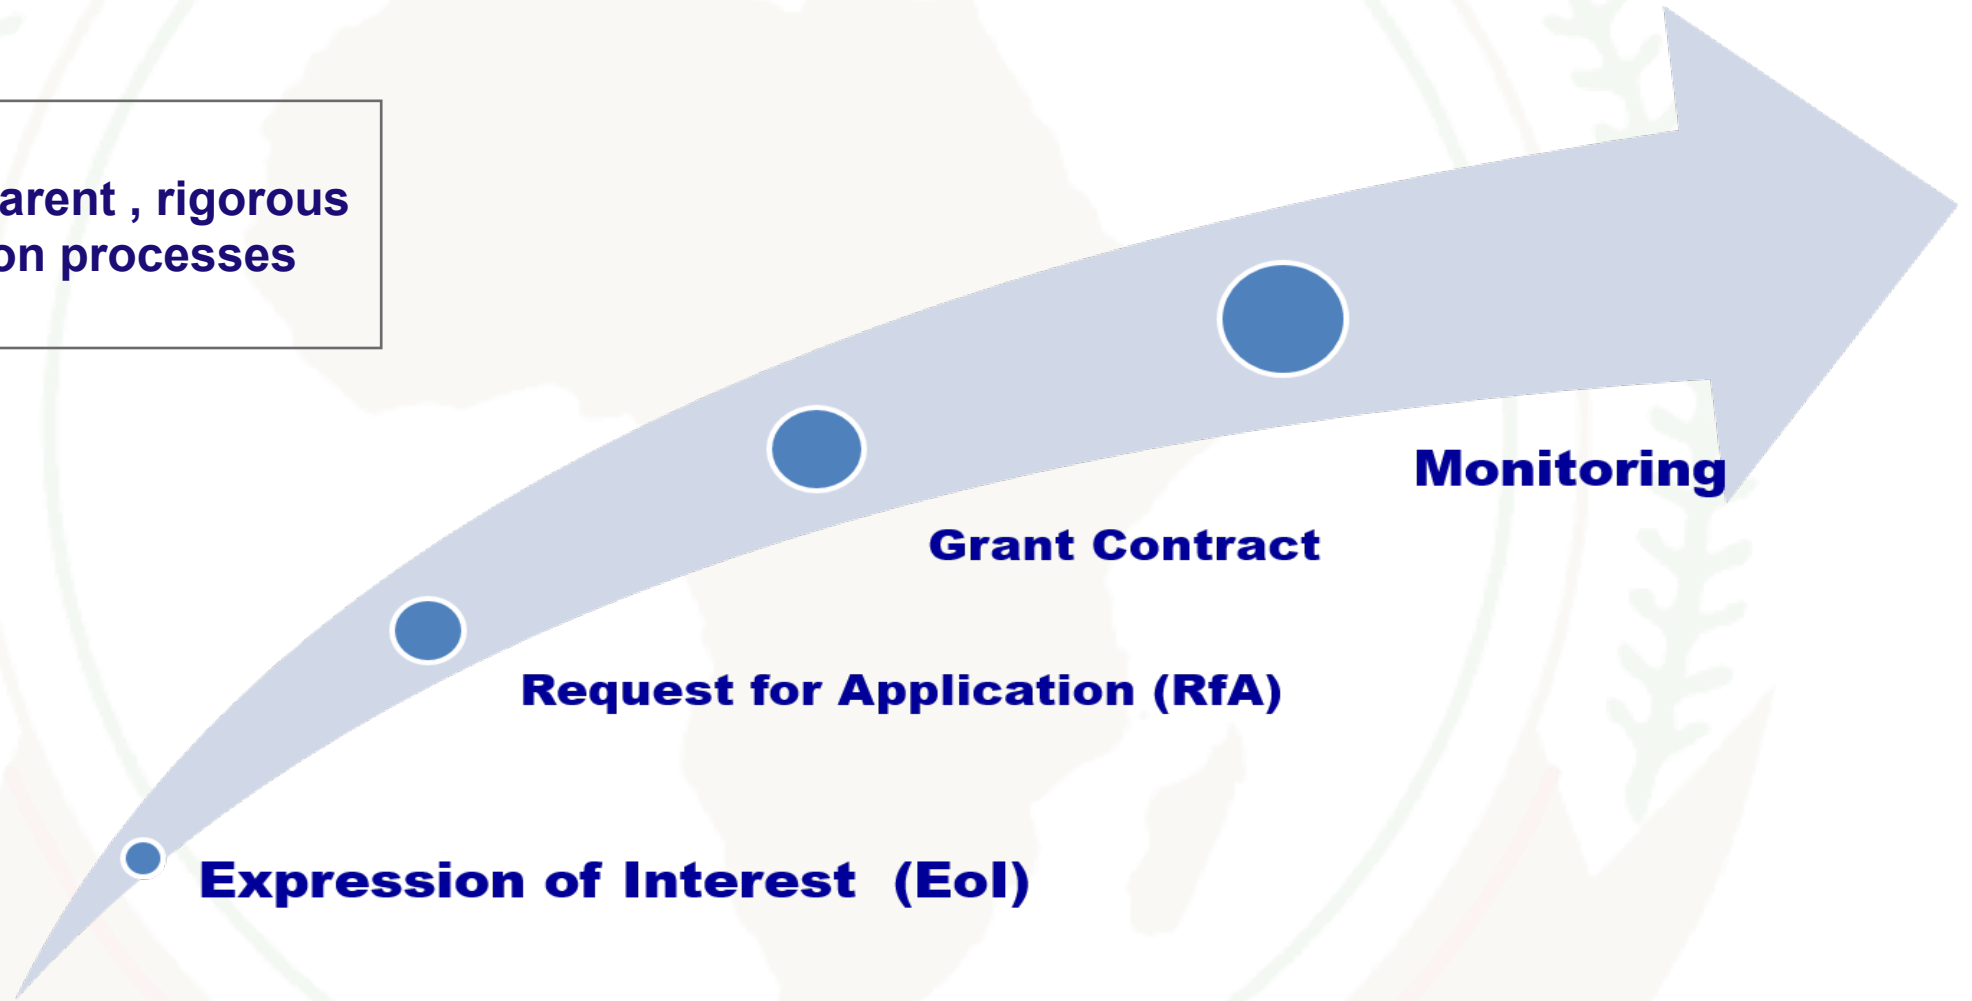 arent , rigorous
on processes
Monitoring
Grant Contract
Request for Application (RfA)
Expression of Interest (EoI)